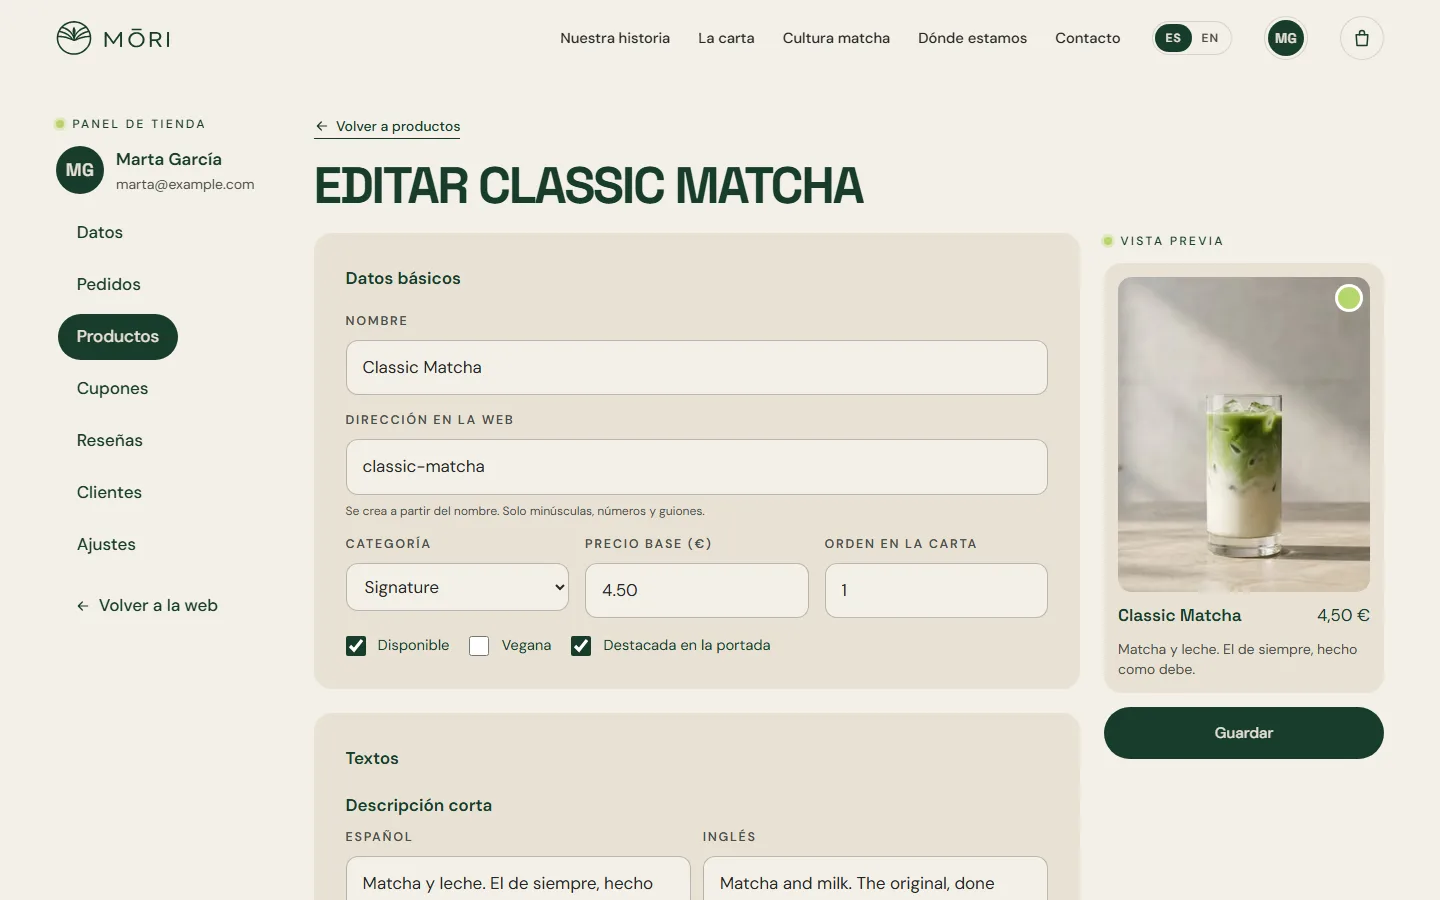 MŌRI
Nuestra historia
La carta
Cultura matcha
Dónde estamos
Contacto
ES
EN
MG
PANEL DE TIENDA
MG
Marta García
marta@example.com
Datos
Pedidos
Productos
Cupones
Reseñas
Clientes
Ajustes
← Volver a la web
← Volver a productos
EDITAR CLASSIC MATCHA
Datos básicos
NOMBRE
Classic Matcha
DIRECCIÓN EN LA WEB
classic-matcha
Se crea a partir del nombre. Solo minúsculas, números y guiones.
CATEGORÍA
Signature
PRECIO BASE (€)
4.50
ORDEN EN LA CARTA
1
Disponible
Vegana
Destacada en la portada
Textos
Descripción corta
ESPAÑOL
Matcha y leche. El de siempre, hecho
INGLÉS
Matcha and milk. The original, done
VISTA PREVIA
Classic Matcha
4,50 €
Matcha y leche. El de siempre, hecho
como debe.
Guardar